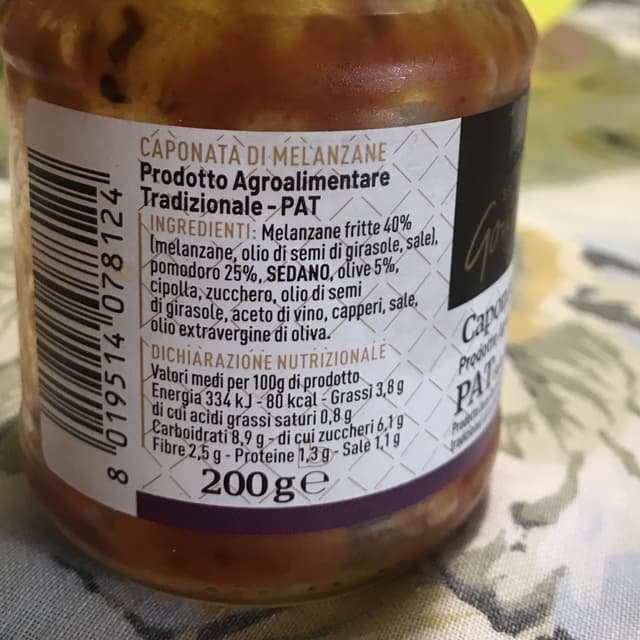 CAPONATA DI MELANZANE
Prodotto Agroalimentare
Tradizionale - PAT
INGREDIENTI: Melanzane fritte 40%
(melanzane, olio di semi di girasole, sale),
pomodoro 25%, SEDANO, olive 5%,
cipolla, zucchero, olio di semi
di girasole, aceto di vino, capperi, sale,
olio extravergine di oliva.
DICHIARAZIONE NUTRIZIONALE
Valori medi per 100g di prodotto
Energia 334 kJ - 80 kcal - Grassi 3,8 g
di cui acidi grassi saturi 0,8 g
Carboidrati 8,9 g - di cui zuccheri 6,1 g
Fibre 2,5 g - Proteine 1,3 g - Sale 1,1 g
200 g ℮
8 019514 078124
PAT